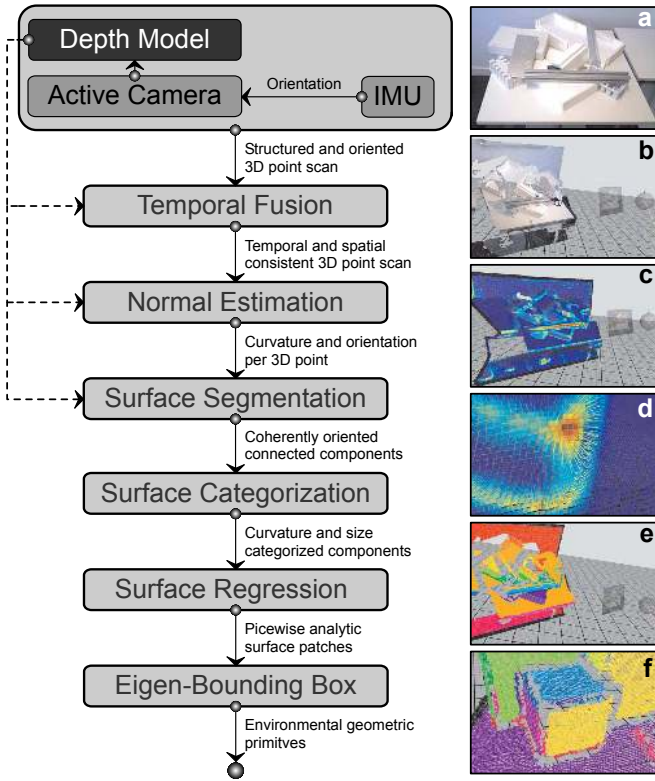 Depth Model
Active Camera
Orientation
IMU
Structured and oriented
3D point scan
Temporal Fusion
Temporal and spatial
consistent 3D point scan
Normal Estimation
Curvature and orientation
per 3D point
Surface Segmentation
Coherently oriented
connected components
Surface Categorization
Curvature and size
categorized components
Surface Regression
Picewise analytic
surface patches
Eigen-Bounding Box
Environmental geometric
primitves
a
b
c
d
e
f